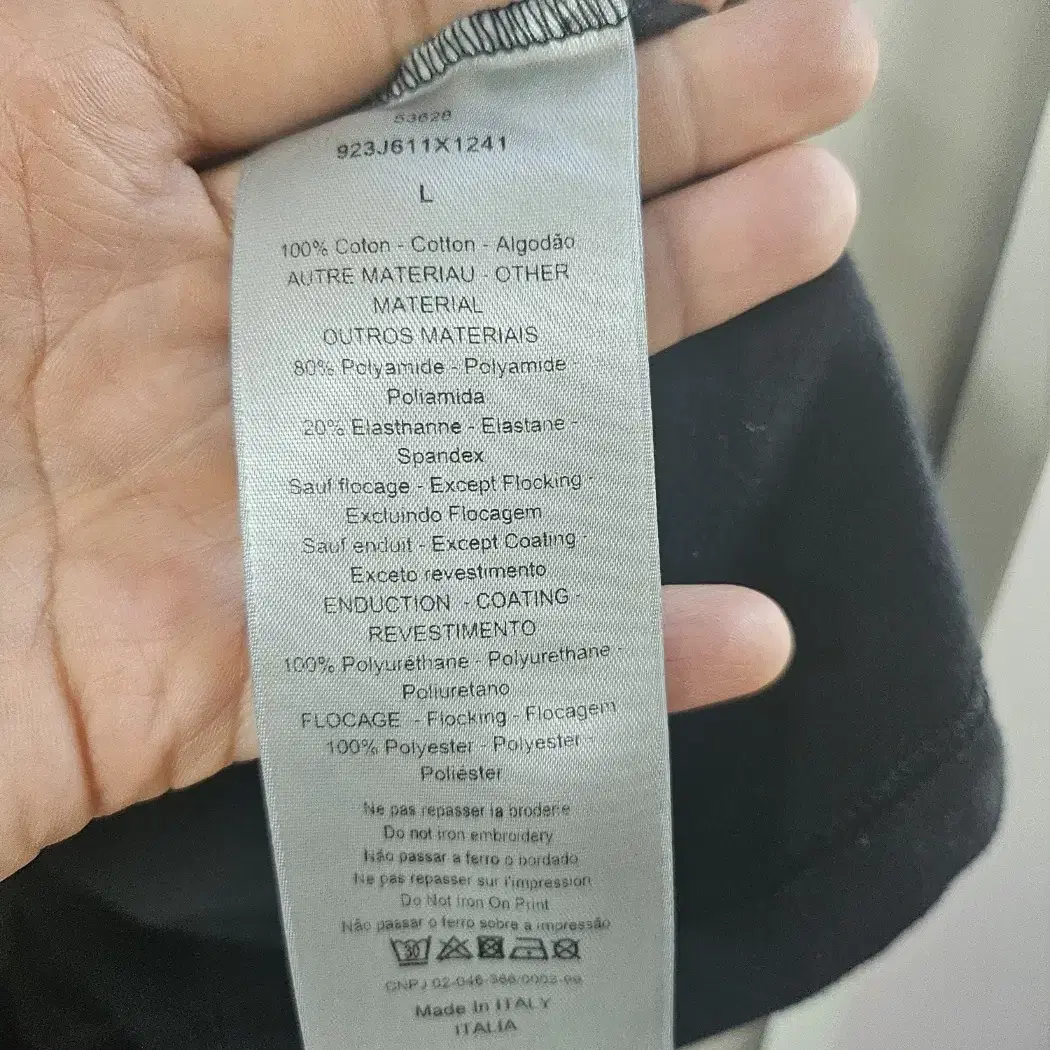 53628
923J611X1241
L
100% Coton - Cotton - Algodão
AUTRE MATERIAU - OTHER
MATERIAL
OUTROS MATERIAIS
80% Polyamide - Polyamide -
Poliamida
20% Elasthanne - Elastane -
Spandex
Sauf flocage - Except Flocking -
Excluindo Flocagem
Sauf enduit - Except Coating -
Exceto revestimento
ENDUCTION - COATING -
REVESTIMENTO
100% Polyuréthane - Polyurethane -
Poliuretano
FLOCAGE - Flocking - Flocagem
100% Polyester - Polyester -
Poliéster
Ne pas repasser la broderie
Do not iron embroidery
Não passar a ferro o bordado
Ne pas repasser sur l'impression
Do Not Iron On Print
Não passar o ferro sobre a impressão
30
CNPJ
Made In ITALY
ITALIA